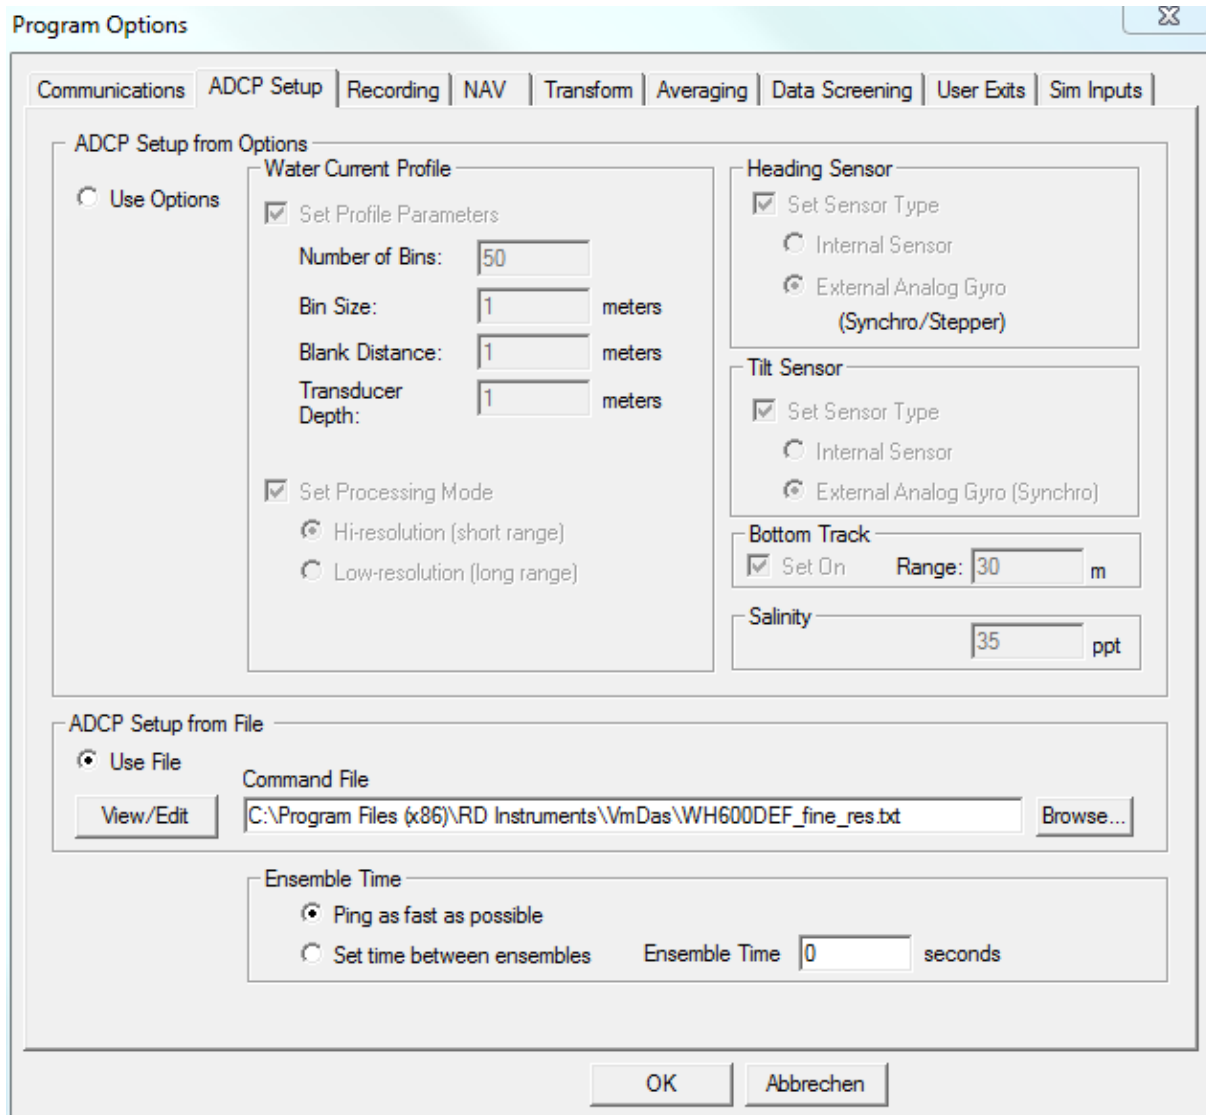 Program Options
Communications ADCP Setup Recording NAV Transform Averaging Data Screening User Exits Sim Inputs
ADCP Setup from Options
Use Options
Water Current Profile
Set Profile Parameters
Number of Bins: 50
Bin Size: 1 meters
Blank Distance: 1 meters
Transducer
Depth: 1 meters
Set Processing Mode
Hi-resolution (short range)
Low-resolution (long range)
Heading Sensor
Set Sensor Type
Internal Sensor
External Analog Gyro
(Synchro/Stepper)
Tilt Sensor
Set Sensor Type
Internal Sensor
External Analog Gyro (Synchro)
Bottom Track
Set On Range: 30 m
Salinity
35 ppt
ADCP Setup from File
Use File
Command File
View/Edit C:\Program Files (x86)\RD Instruments\VmDas\WH600DEF_fine_res.txt Browse...
Ensemble Time
Ping as fast as possible
Set time between ensembles Ensemble Time 0 seconds
OK Abbrechen